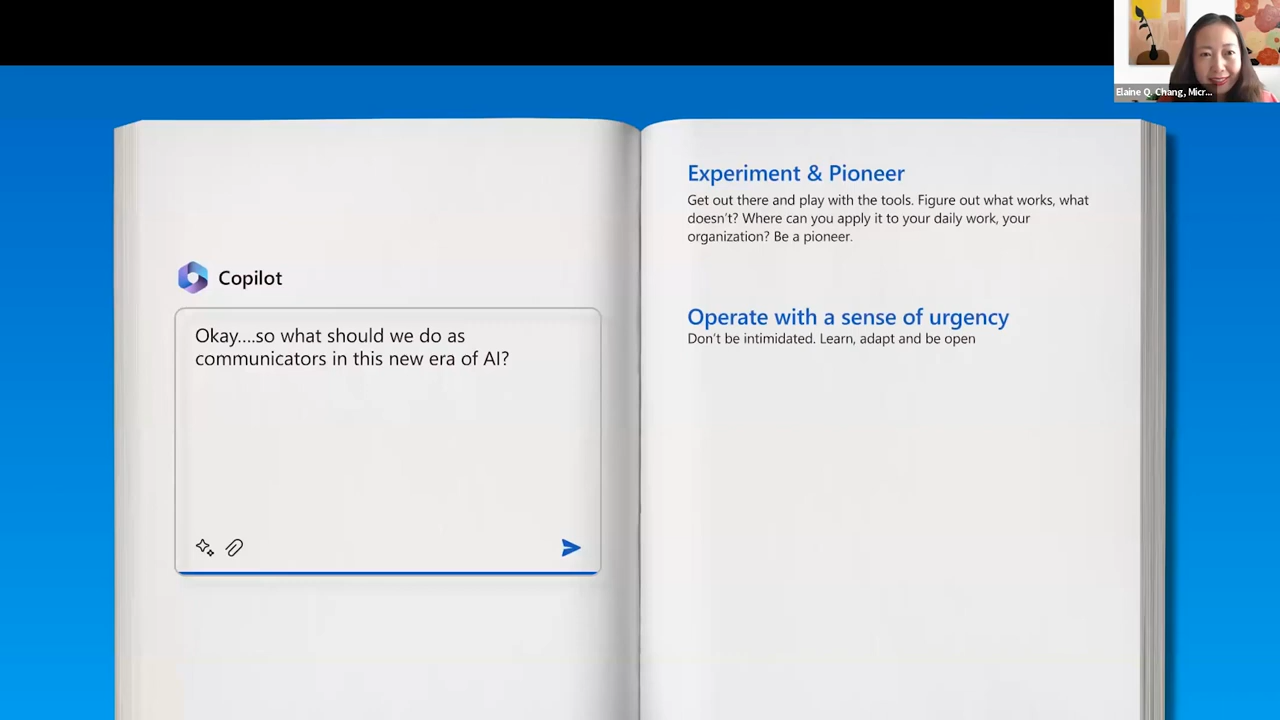 Elaine Q. Chang, Micr...
Copilot
Okay....so what should we do as
communicators in this new era of AI?
Experiment & Pioneer
Get out there and play with the tools. Figure out what works, what
doesn't? Where can you apply it to your daily work, your
organization? Be a pioneer.
Operate with a sense of urgency
Don't be intimidated. Learn, adapt and be open